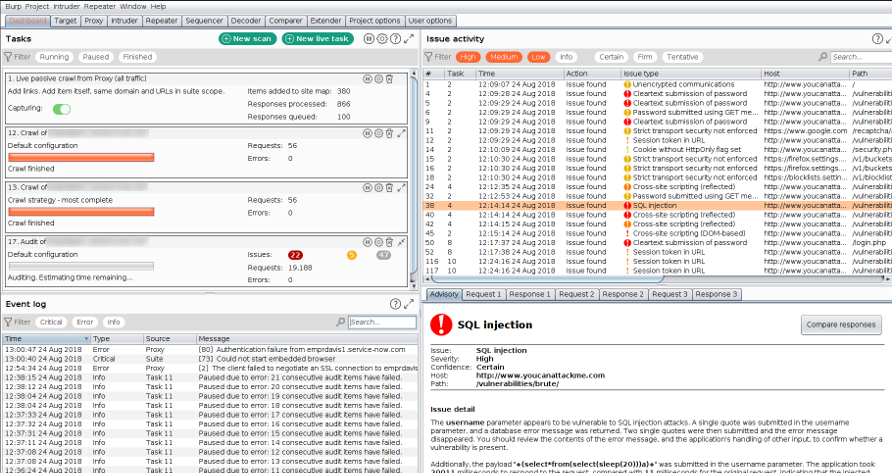 Burp Project Intruder Repeater Window Help
Dashboard Target Proxy Intruder Repeater Sequencer Decoder Comparer Extender Project options User options
Tasks
New scan
New live task
Filter Running Paused Finished
1. Live passive crawl from Proxy (all traffic)
Add links. Add item itself, same domain and URLs in suite scope.
Capturing:
Items added to site map: 380
Responses processed: 866
Responses queued: 100
12. Crawl of
Default configuration
Crawl finished
Requests: 56
Errors: 0
13. Crawl of
Crawl strategy - most complete
Crawl finished
Requests: 56
Errors: 0
17. Audit of
Default configuration
Auditing. Estimating time remaining...
Issues: 22 5 47
Requests: 19,188
Errors: 0
Event log
Filter Critical Error Info Search...
Time Type Source Message
13:00:47 24 Aug 2018 Error Proxy [80] Authentication failure from emprdavis1.service-now.com
13:00:40 24 Aug 2018 Critical Suite [73] Could not start embedded browser
12:54:34 24 Aug 2018 Error Proxy [2] The client failed to negotiate an SSL connection to emprdavis
12:38:15 24 Aug 2018 Info Task 11 Paused due to error: 21 consecutive audit items have failed.
12:38:12 24 Aug 2018 Info Task 11 Paused due to error: 20 consecutive audit items have failed.
12:38:04 24 Aug 2018 Info Task 11 Paused due to error: 19 consecutive audit items have failed.
12:38:04 24 Aug 2018 Info Task 11 Paused due to error: 18 consecutive audit items have failed.
12:37:33 24 Aug 2018 Info Task 11 Paused due to error: 17 consecutive audit items have failed.
12:37:32 24 Aug 2018 Info Task 11 Paused due to error: 16 consecutive audit items have failed.
12:37:31 24 Aug 2018 Info Task 11 Paused due to error: 15 consecutive audit items have failed.
12:37:11 24 Aug 2018 Info Task 11 Paused due to error: 14 consecutive audit items have failed.
12:37:08 24 Aug 2018 Info Task 11 Paused due to error: 13 consecutive audit items have failed.
12:37:08 24 Aug 2018 Info Task 11 Paused due to error: 12 consecutive audit items have failed.
12:36:24 24 Aug 2018 Info Task 11 Paused due to error: 11 consecutive audit items have failed.
Issue activity
Filter High Medium Low Info Certain Firm Tentative Search...
# Task Time Action Issue type Host Path
1 2 12:09:07 24 Aug 2018 Issue found Unencrypted communications http://www.youcanatta... /
4 2 12:09:28 24 Aug 2018 Issue found Cleartext submission of password http://www.youcanatta... /vulnerabiliti
6 2 12:09:28 24 Aug 2018 Issue found Password submitted using GET me... http://www.youcanatta... /vulnerabiliti
9 2 12:09:28 24 Aug 2018 Issue found Cleartext submission of password http://www.youcanatta... /vulnerabiliti
11 2 12:09:29 24 Aug 2018 Issue found Strict transport security not enforced https://www.google.com /recaptcha/
12 2 12:09:29 24 Aug 2018 Issue found Session token in URL http://www.youcanatta... /vulnerabiliti
14 2 12:10:09 24 Aug 2018 Issue found Cookie without HttpOnly flag set http://www.youcanatta... /security.ph
15 2 12:10:30 24 Aug 2018 Issue found Strict transport security not enforced https://firefox.settings.... /v1/buckets
16 2 12:10:30 24 Aug 2018 Issue found Strict transport security not enforced https://firefox.settings.... /v1/buckets
18 2 12:10:30 24 Aug 2018 Issue found Strict transport security not enforced https://blocklists.settin... /v1/blocklist
24 4 12:12:35 24 Aug 2018 Issue found Cross-site scripting (reflected) http://www.youcanatta... /vulnerabiliti
32 2 12:12:53 24 Aug 2018 Issue found Password submitted using GET me... http://www.youcanatta... /vulnerabiliti
38 4 12:14:14 24 Aug 2018 Issue found SQL injection http://www.youcanatta... /vulnerabiliti
40 4 12:14:14 24 Aug 2018 Issue found Cross-site scripting (reflected) http://www.youcanatta... /vulnerabiliti
42 4 12:14:15 24 Aug 2018 Issue found Cross-site scripting (reflected) http://www.youcanatta... /vulnerabiliti
45 4 12:14:15 24 Aug 2018 Issue found Cross-site scripting (DOM-based) http://www.youcanatta... /vulnerabiliti
50 8 12:17:37 24 Aug 2018 Issue found Cleartext submission of password http://www.youcanatta... /login.php
52 8 12:17:38 24 Aug 2018 Issue found Session token in URL http://www.youcanatta... /vulnerabiliti
116 10 12:24:16 24 Aug 2018 Issue found Session token in URL http://www.youcanatta... /vulnerabiliti
117 10 12:24:16 24 Aug 2018 Issue found Session token in URL http://www.youcanatta... /vulnerabiliti
Advisory Request 1 Response 1 Request 2 Response 2 Request 3 Response 3
SQL injection
Compare responses
Issue: SQL injection
Severity: High
Confidence: Certain
Host: http://www.youcanattackme.com
Path: /vulnerabilities/brute/
Issue detail
The username parameter appears to be vulnerable to SQL injection attacks. A single quote was submitted in the username
parameter, and a database error message was returned. Two single quotes were then submitted and the error message
disappeared. You should review the contents of the error message, and the application's handling of other input, to confirm whether a
vulnerability is present.
Additionally, the payload '+(select*from(select(sleep(20)))a)+' was submitted in the username parameter. The application took